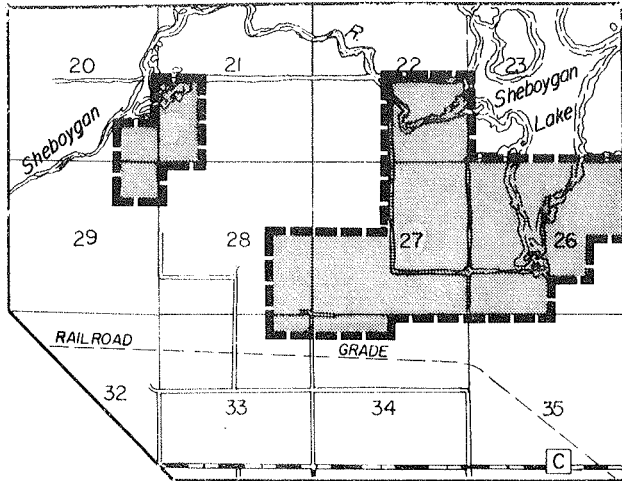 20 21 R. 22 23
Sheboygan
Lake
Sheboygan
29 28 27 26
RAILROAD GRADE
32 33 34 35
C